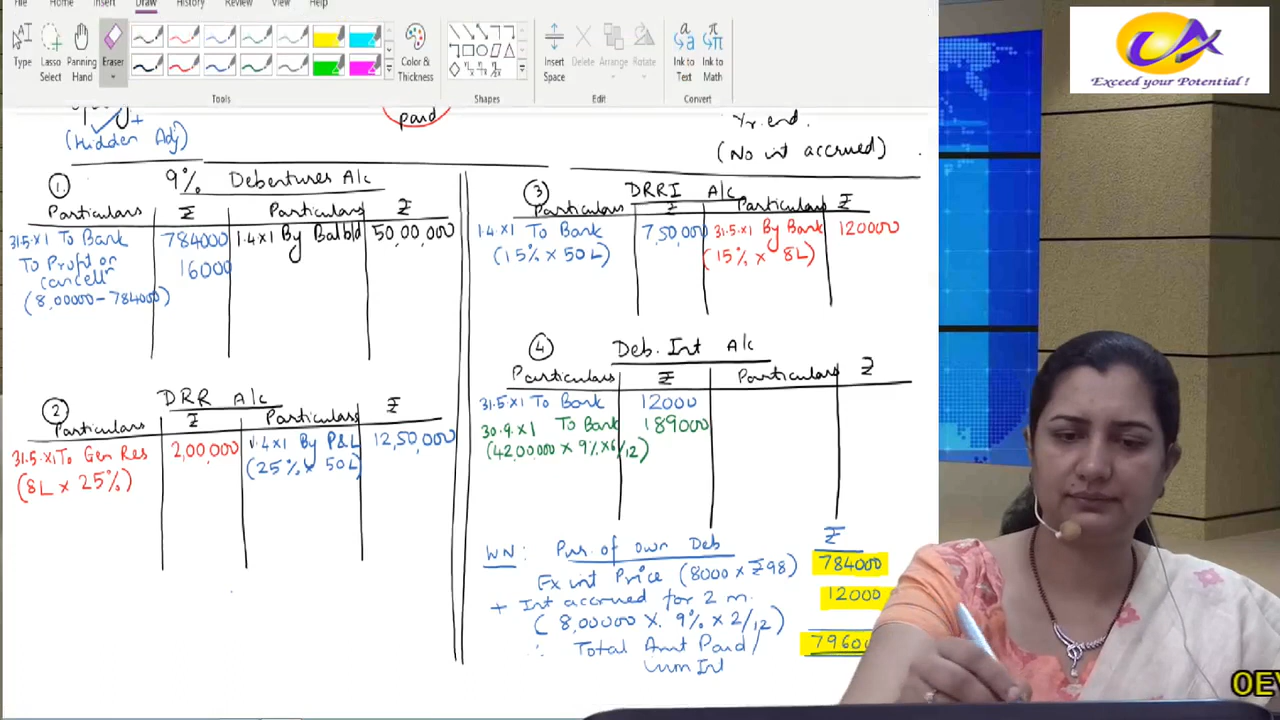 File Home Insert Draw History Review View Help
Type
Lasso Select
Panning Hand
Eraser
Color & Thickness
Insert Space
Delete
Arrange
Rotate
Ink to Text
Ink to Math
Tools
Shapes
Edit
Convert
Exceed your Potential !
(Hidden Adj)
paid
Yr. end.
(No int accrued)
① 9% Debentures A/c
Particulars ₹ Particulars ₹
31.5.x1 To Bank 784000 1.4.x1 By Bal b/d 50,00,000
To Profit on 16000
cancelln
(8,00000 - 784000)
② DRR A/c
Particulars ₹ Particulars ₹
31.5.x1 To Gen Res 2,00,000 1.4.x1 By P&L 12,50,000
(8L x 25%) (25% x 50L)
③ DRRI A/c
Particulars ₹ Particulars ₹
1.4.x1 To Bank 7,50,000 31.5.x1 By Bank 120000
(15% x 50L) (15% x 8L)
④ Deb. Int A/c
Particulars ₹ Particulars ₹
31.5.x1 To Bank 12000
30.9.x1 To Bank 189000
(42,00000 x 9% x 6/12)
₹
WN: Pur. of Own Deb
Ex int Price (8000 x ₹98) 784000
+ Int accrued for 2 m. 12000
(8,00000 x 9% x 2/12)
∴ Total Amt Paid/
Cum Int